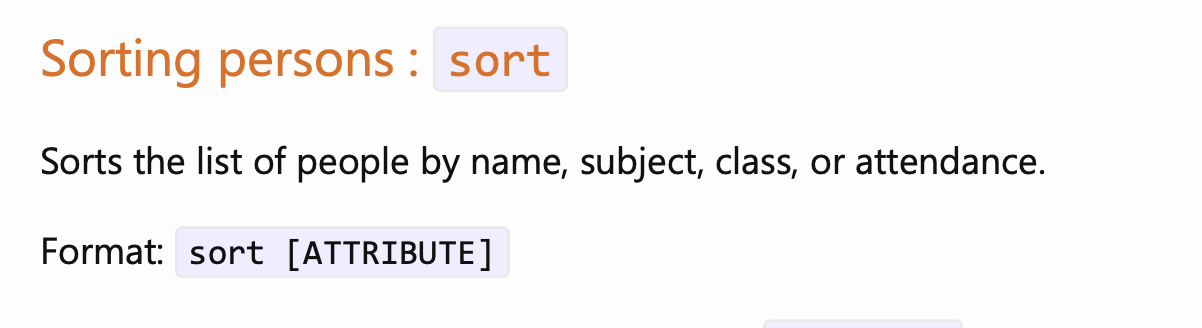 Sorting persons : sort
Sorts the list of people by name, subject, class, or attendance.
Format: sort [ATTRIBUTE]